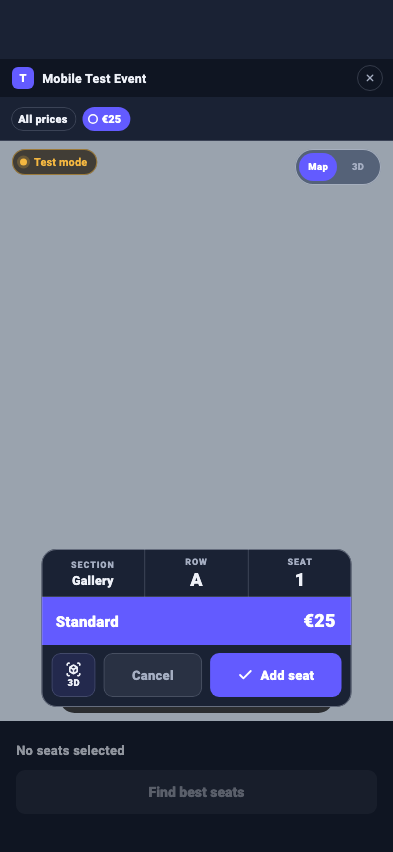 T Mobile Test Event
All prices €25
Test mode
Map 3D
SECTION ROW SEAT
Gallery A 1
Standard €25
3D Cancel Add seat
No seats selected
Find best seats